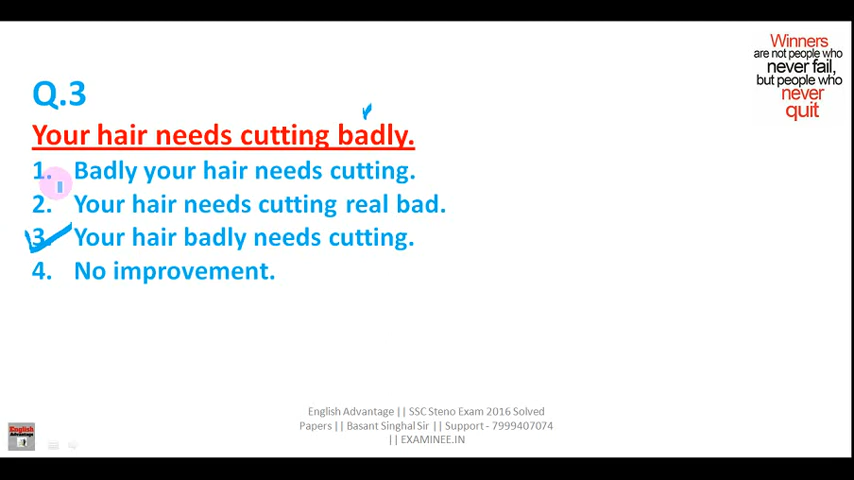 Winners
are not people who
never fail,
but people who
never
quit
Q.3
Your hair needs cutting badly.
1. Badly your hair needs cutting.
2. Your hair needs cutting real bad.
3. Your hair badly needs cutting.
4. No improvement.
English Advantage || SSC Steno Exam 2016 Solved
Papers || Basant Singhal Sir || Support - 7999407074
|| EXAMINEE.IN
English
Advantage